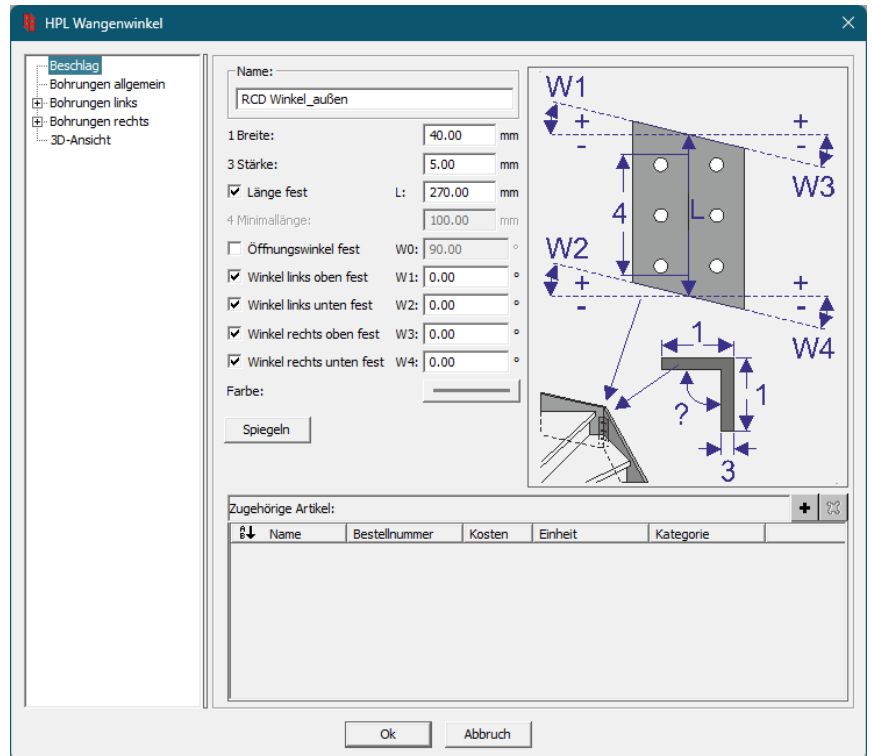 HPL Wangenwinkel
Beschlag
Bohrungen allgemein
Bohrungen links
Bohrungen rechts
3D-Ansicht
Name:
RCD Winkel_außen
1 Breite: 40.00 mm
3 Stärke: 5.00 mm
Länge fest L: 270.00 mm
4 Minimallänge: 100.00 mm
Öffnungswinkel fest W0: 90.00 °
Winkel links oben fest W1: 0.00 °
Winkel links unten fest W2: 0.00 °
Winkel rechts oben fest W3: 0.00 °
Winkel rechts unten fest W4: 0.00 °
Farbe:
Spiegeln
W1
+ +
- -
W3
4 L
W2
+ +
- -
W4
1
1
?
3
Zugehörige Artikel:
Name Bestellnummer Kosten Einheit Kategorie
Ok Abbruch